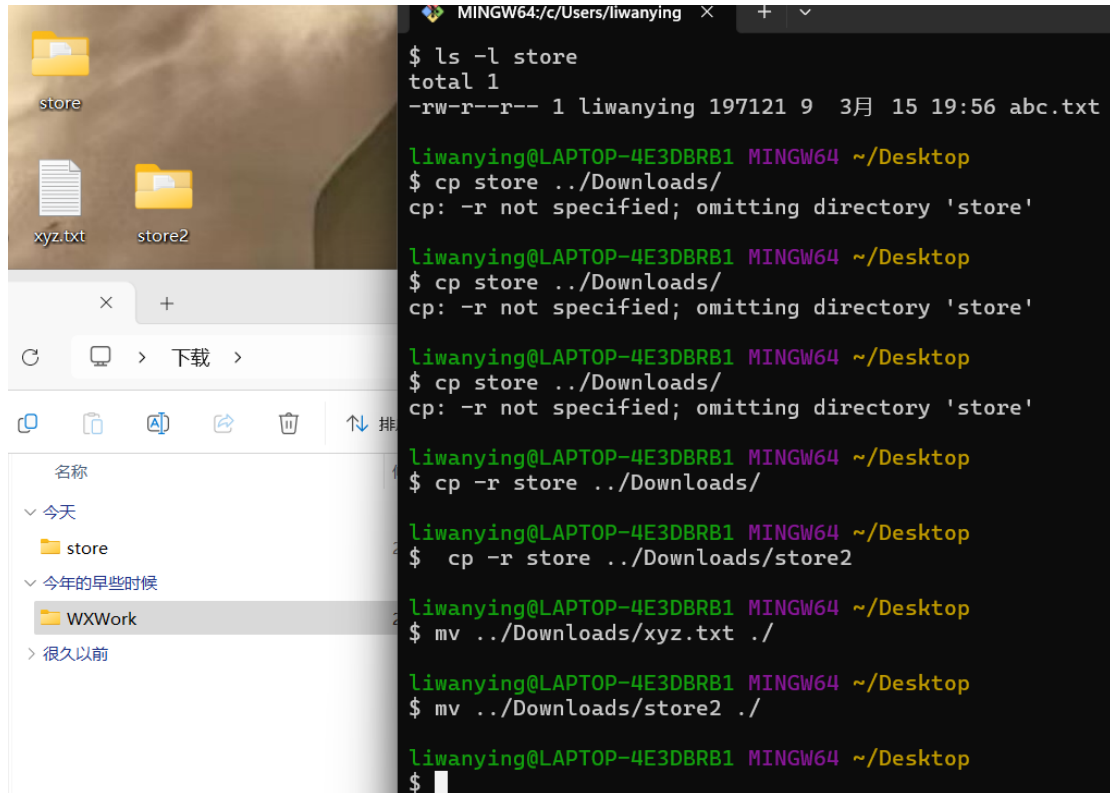 store
xyz.txt
store2
下载
名称
今天
store
今年的早些时候
WXWork
很久以前
MINGW64:/c/Users/liwanying
$ ls -l store
total 1
-rw-r--r-- 1 liwanying 197121 9  3月 15 19:56 abc.txt
liwanying@LAPTOP-4E3DBRB1 MINGW64 ~/Desktop
$ cp store ../Downloads/
cp: -r not specified; omitting directory 'store'
liwanying@LAPTOP-4E3DBRB1 MINGW64 ~/Desktop
$ cp store ../Downloads/
cp: -r not specified; omitting directory 'store'
liwanying@LAPTOP-4E3DBRB1 MINGW64 ~/Desktop
$ cp store ../Downloads/
cp: -r not specified; omitting directory 'store'
liwanying@LAPTOP-4E3DBRB1 MINGW64 ~/Desktop
$ cp -r store ../Downloads/
liwanying@LAPTOP-4E3DBRB1 MINGW64 ~/Desktop
$  cp -r store ../Downloads/store2
liwanying@LAPTOP-4E3DBRB1 MINGW64 ~/Desktop
$ mv ../Downloads/xyz.txt ./
liwanying@LAPTOP-4E3DBRB1 MINGW64 ~/Desktop
$ mv ../Downloads/store2 ./
liwanying@LAPTOP-4E3DBRB1 MINGW64 ~/Desktop
$